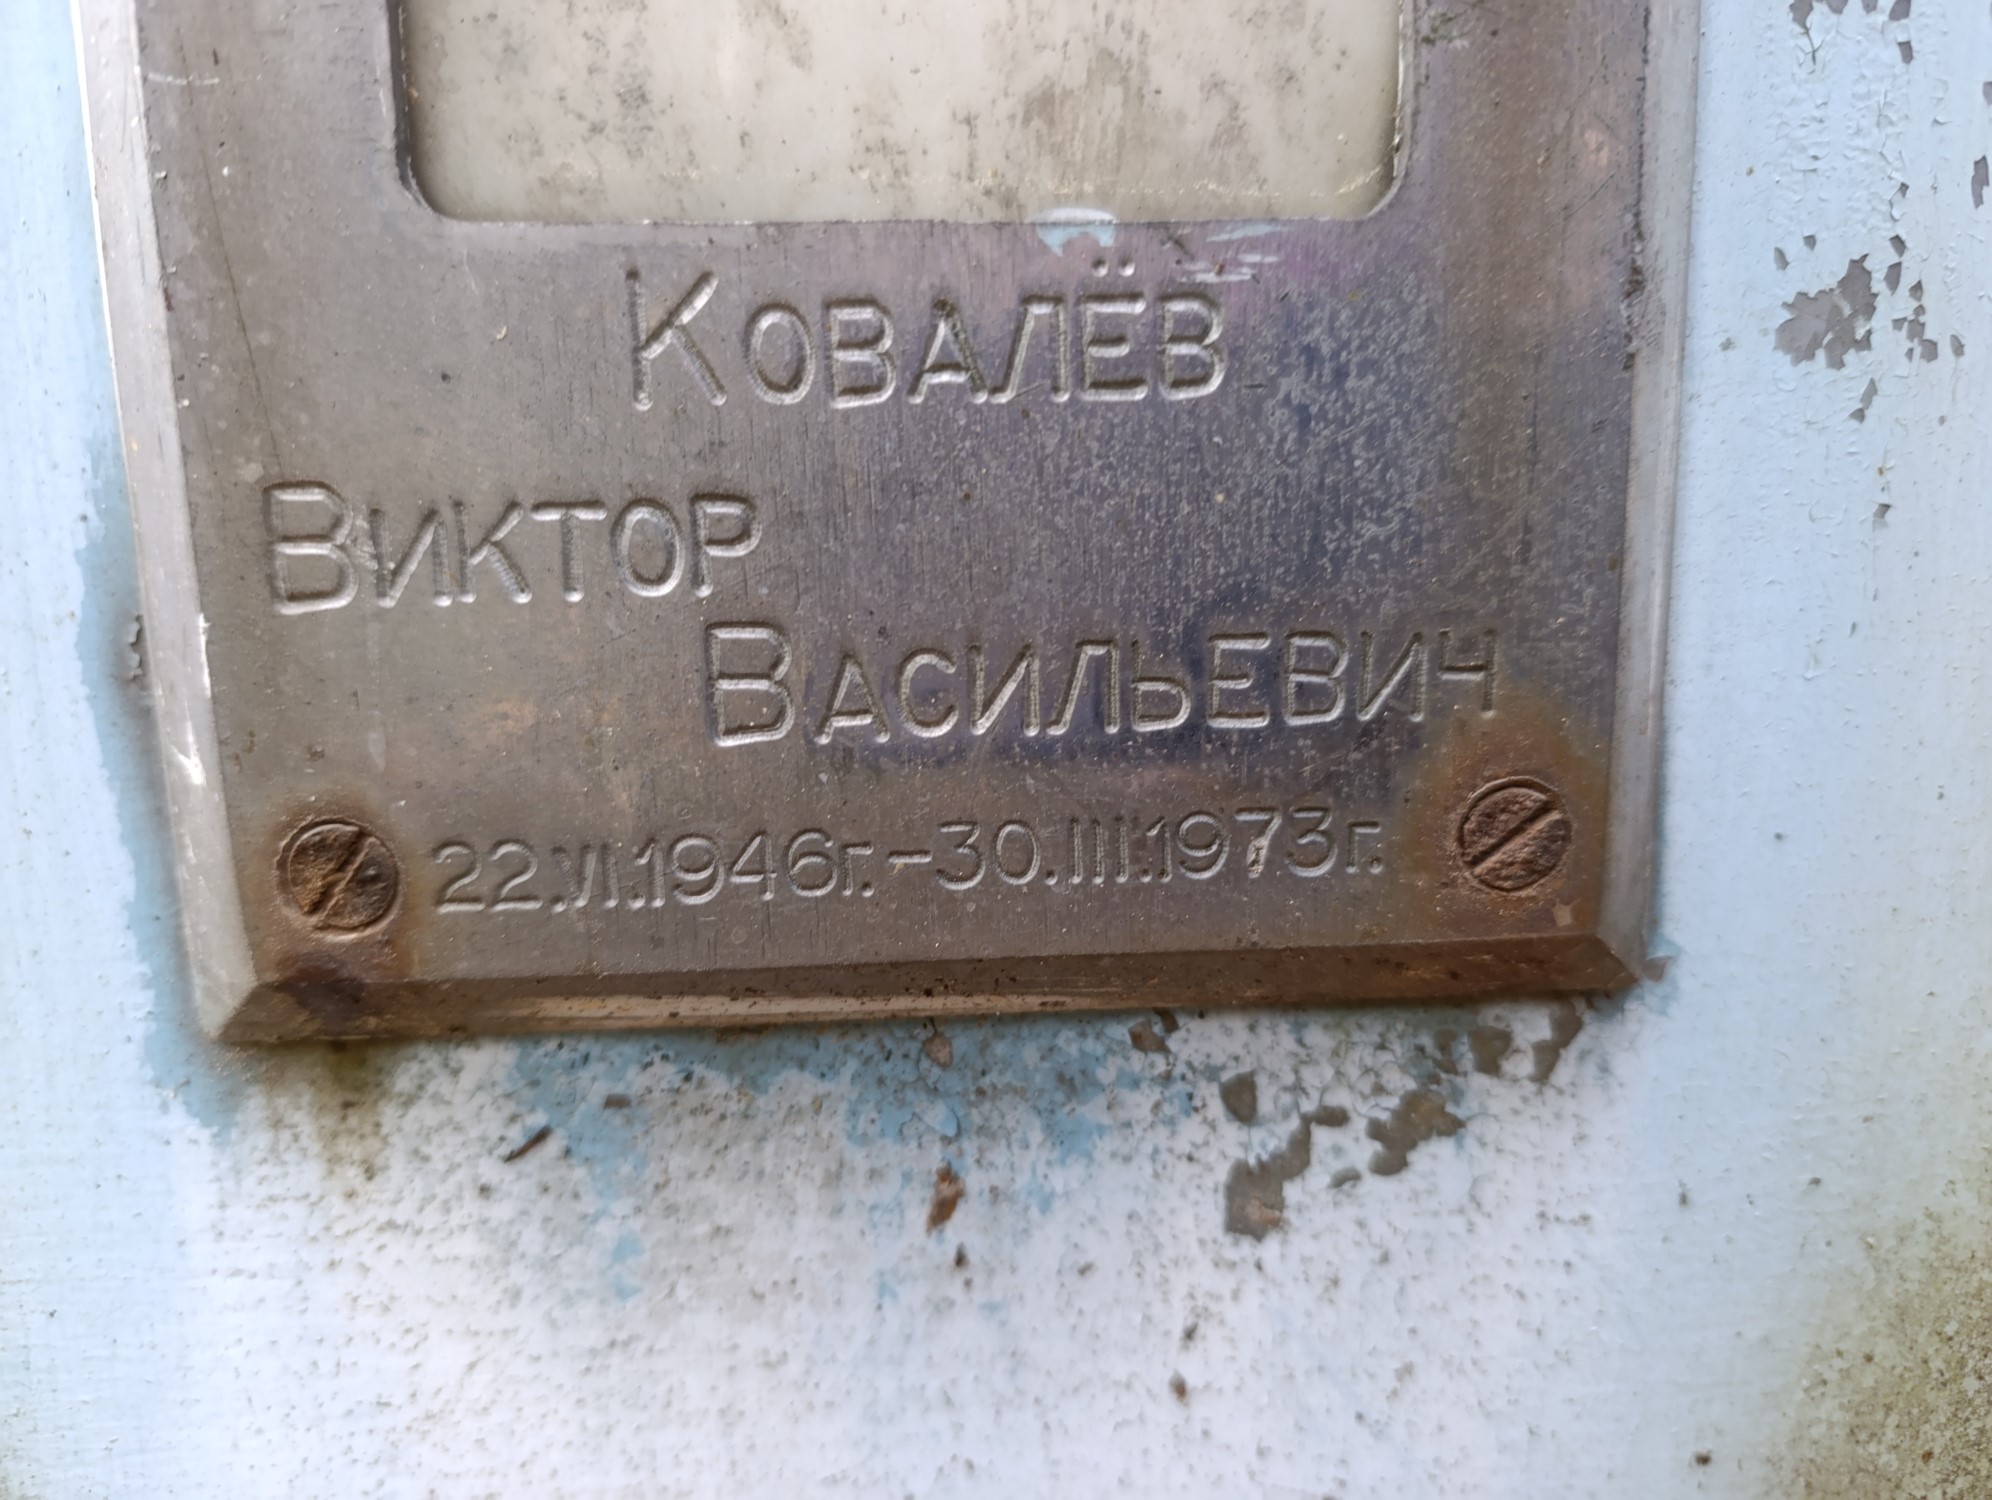 Ковалёв
Виктор
Васильевич
22.VI.1946г.-30.III.1973г.